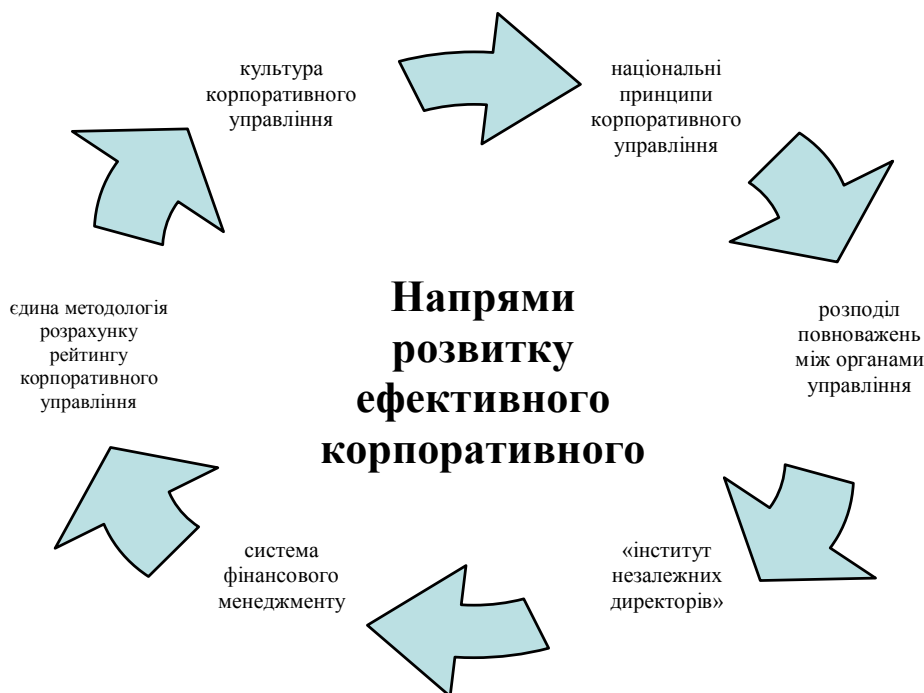 культура
корпоративного
управління
національні
принципи
корпоративного
управління
розподіл
повноважень
між органами
управління
«інститут
незалежних
директорів»
система
фінансового
менеджменту
єдина методологія
розрахунку
рейтингу
корпоративного
управління
Напрями
розвитку
ефективного
корпоративного